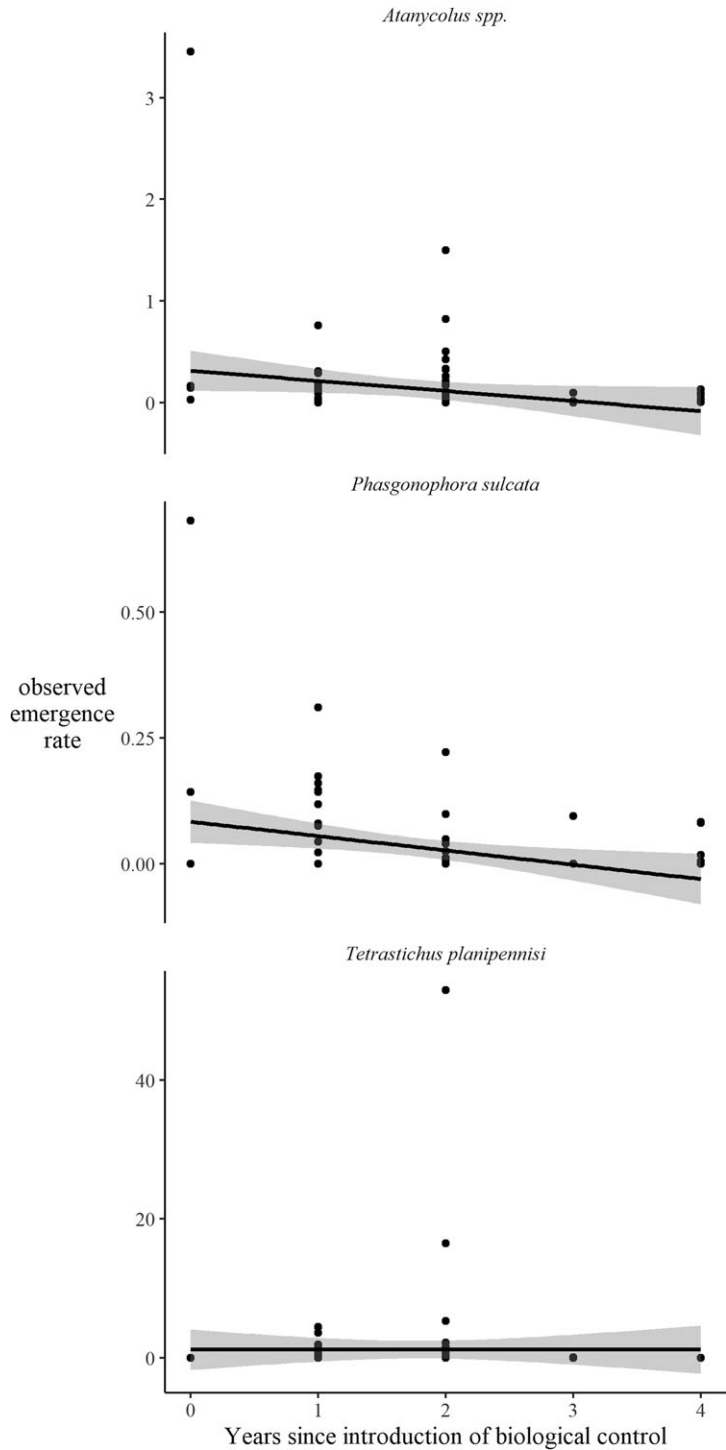 Atanycolus spp.
3
2
1
0
Phasgonophora sulcata
0.50
0.25
0.00
observed
emergence
rate
Tetrastichus planipennisi
40
20
0
0 1 2 3 4
Years since introduction of biological control